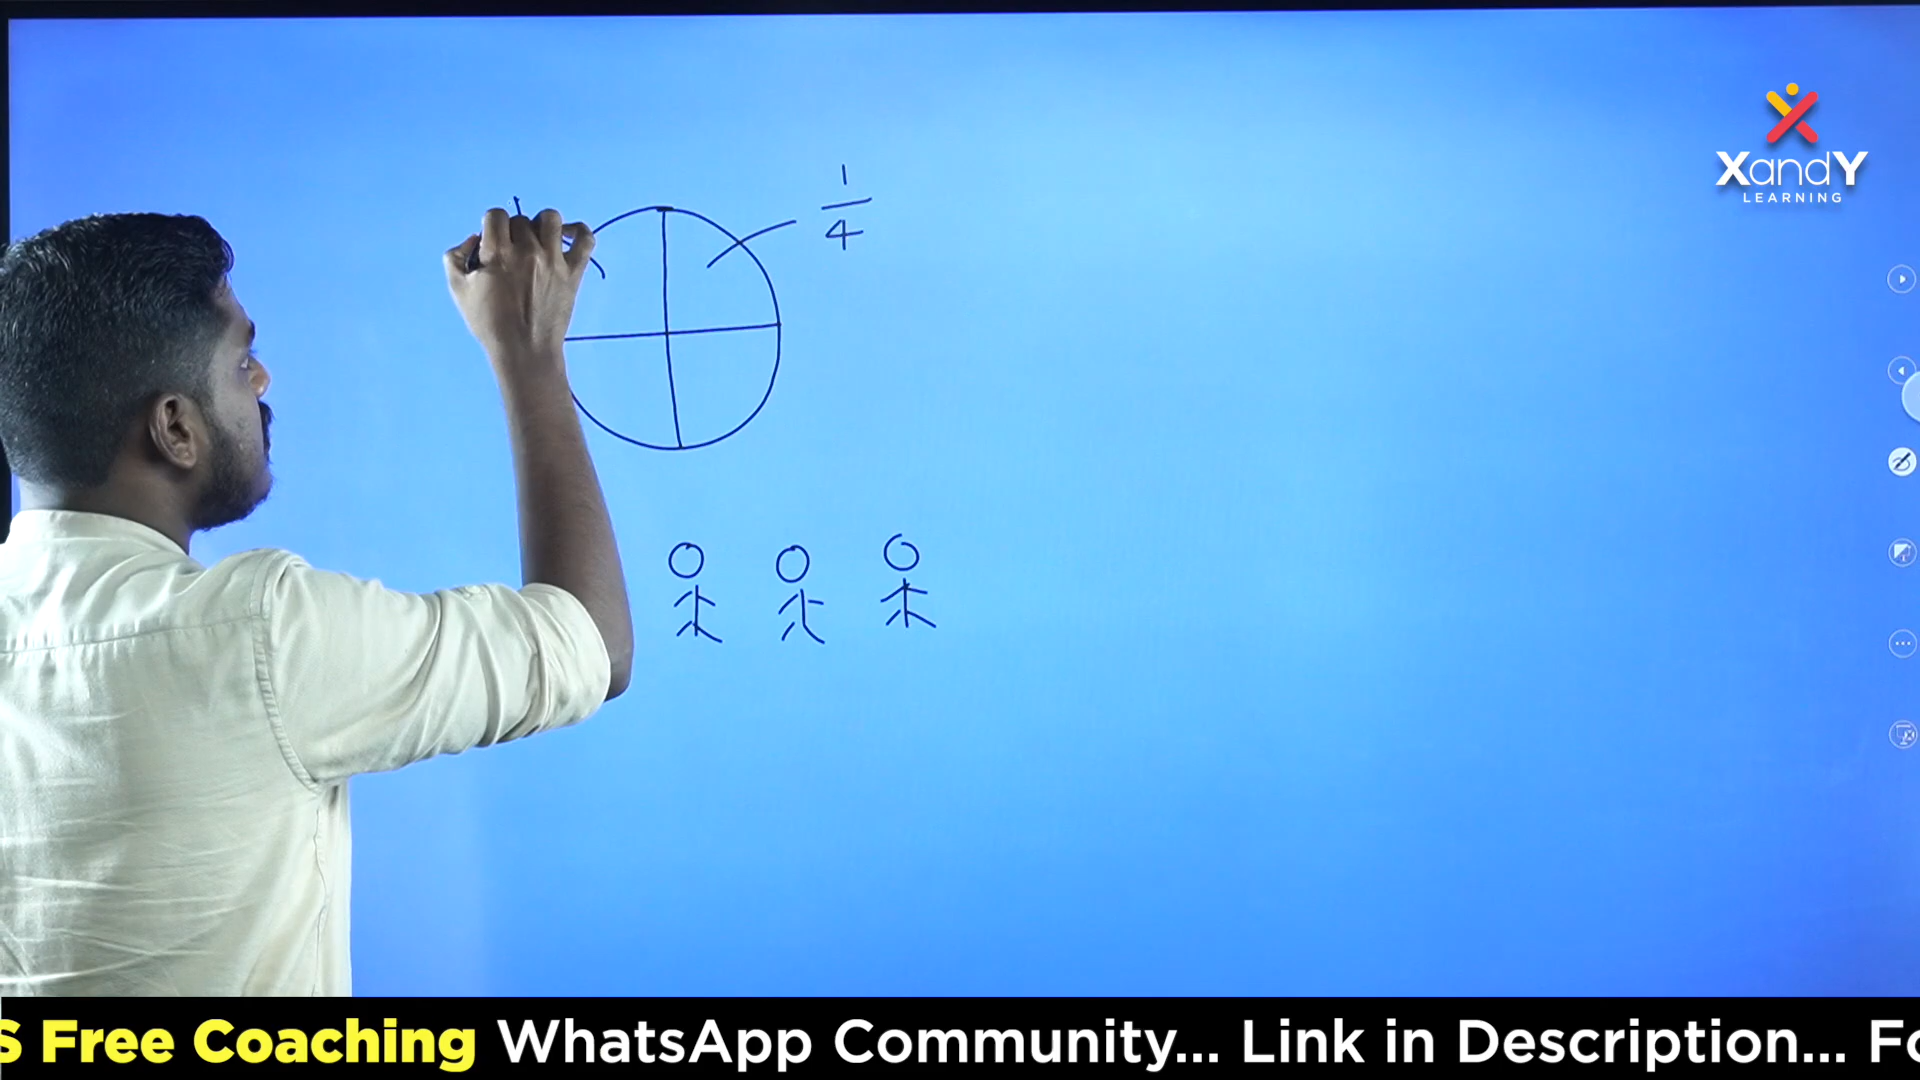 1
4
XandY
LEARNING
S Free Coaching WhatsApp Community... Link in Description... Fo